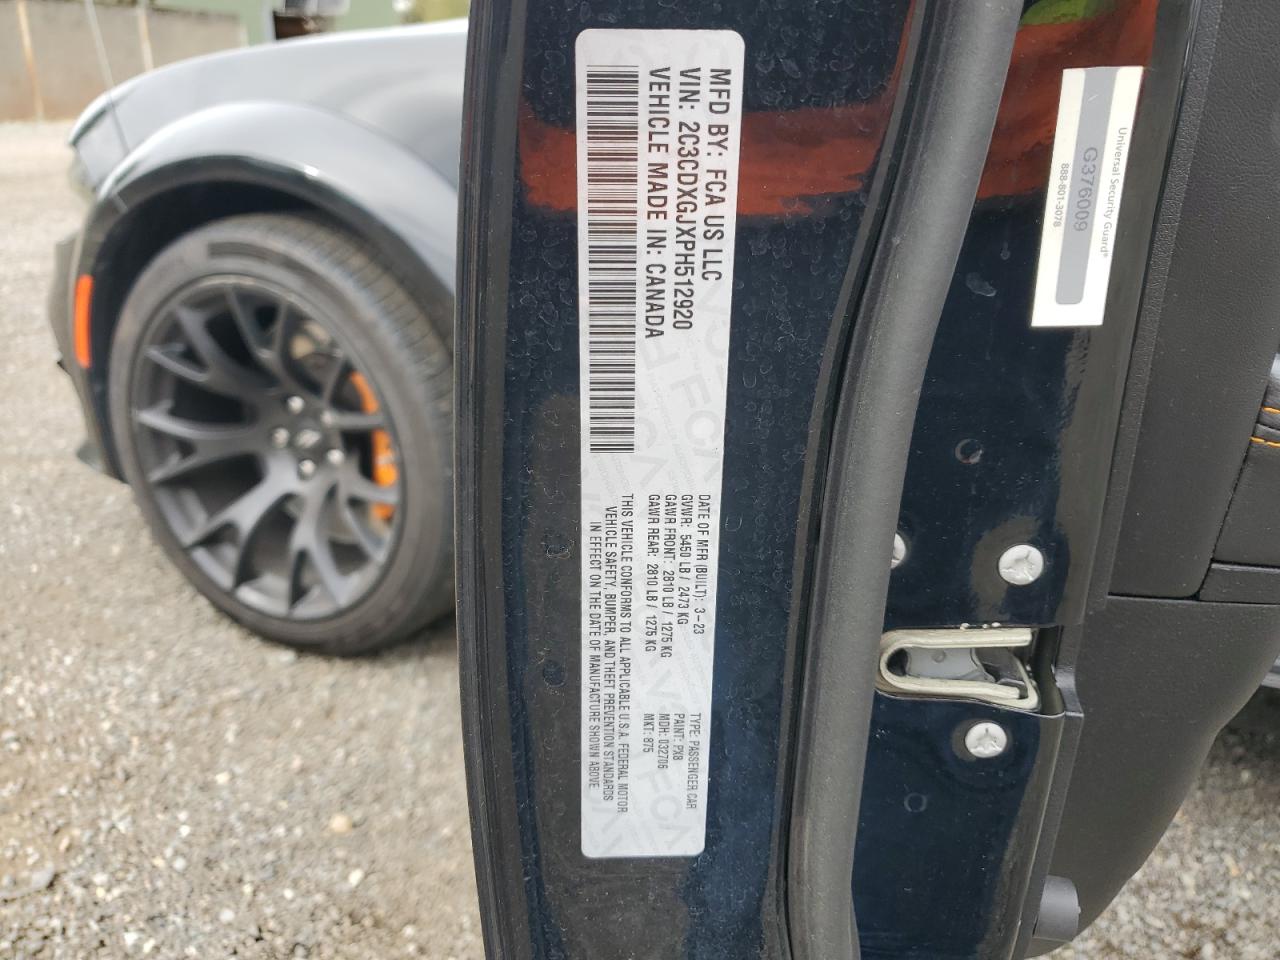 MFD BY: FCA US LLC
VIN: 2C3CDXGJXPH512920
VEHICLE MADE IN: CANADA
DATE OF MFR (BUILT): 3-23
GVWR: 5450 LB / 2473 KG
GAWR FRONT: 2810 LB / 1275 KG
GAWR REAR: 2810 LB / 1275 KG
THIS VEHICLE CONFORMS TO ALL APPLICABLE U.S.A. FEDERAL MOTOR
VEHICLE SAFETY, BUMPER, AND THEFT PREVENTION STANDARDS
IN EFFECT ON THE DATE OF MANUFACTURE SHOWN ABOVE.
TYPE: PASSENGER CAR
PAINT: PX8
MDH: 032706
MKT: 875
FCA
FCA
Universal Security Guard®
G376009
888-801-3078